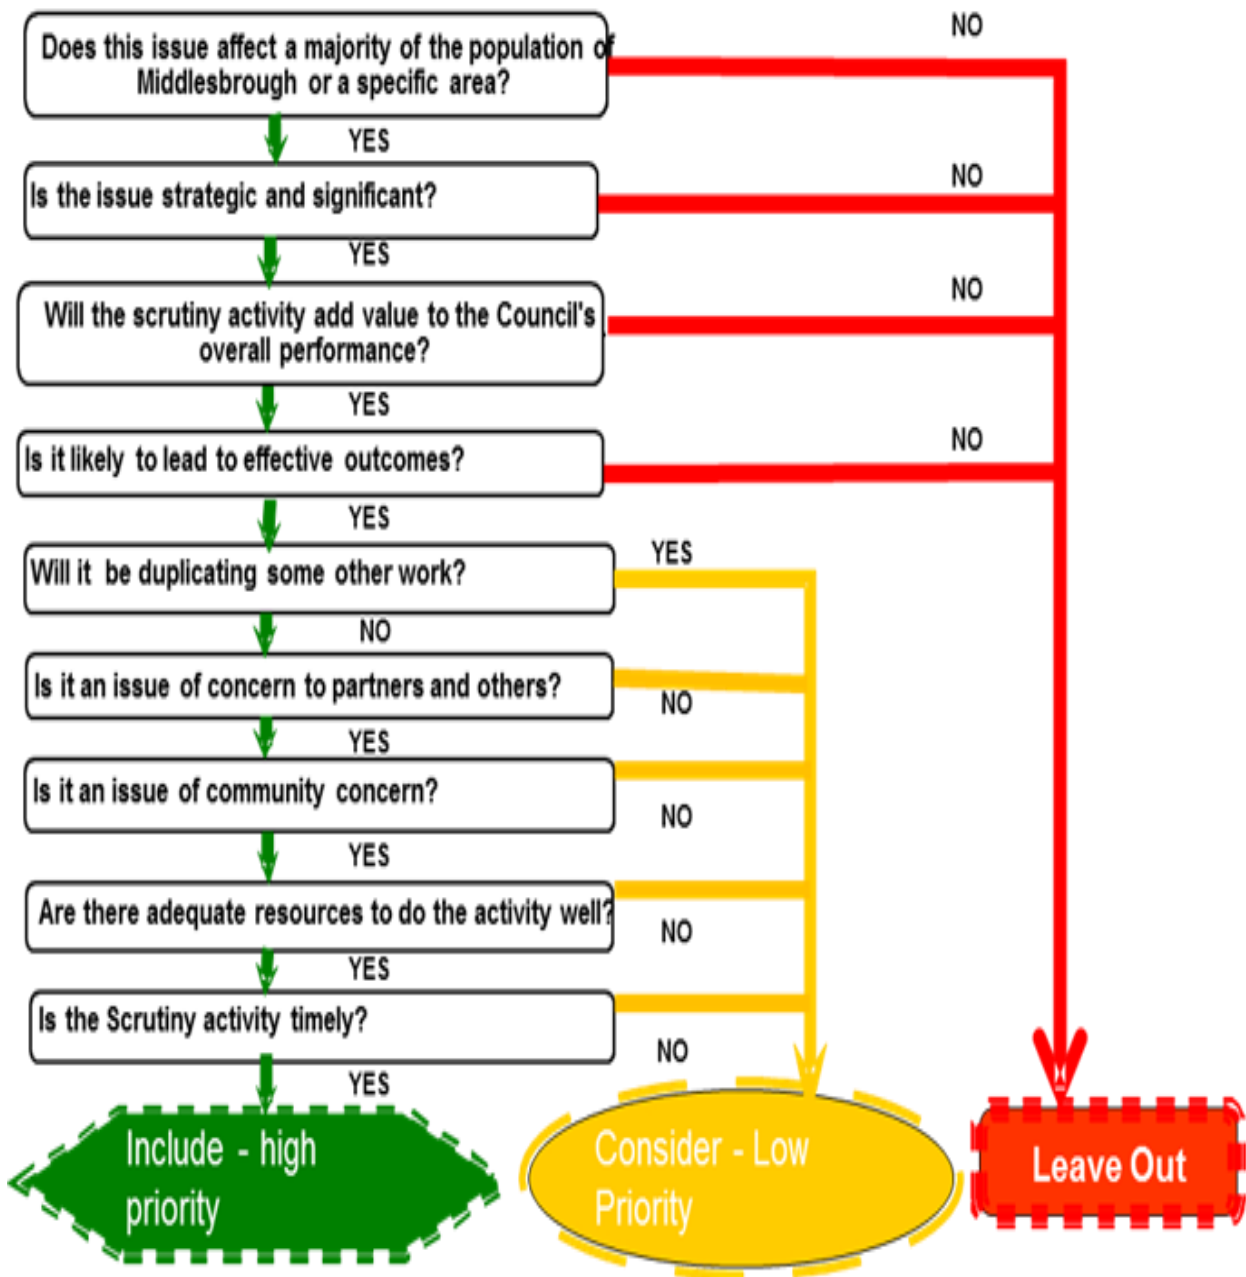 NO
Does this issue affect a majority of the population of
Middlesbrough or a specific area?
YES
NO
Is the issue strategic and significant?
YES
NO
Will the scrutiny activity add value to the Council's
overall performance?
YES
NO
Is it likely to lead to effective outcomes?
YES
YES
Will it be duplicating some other work?
NO
Is it an issue of concern to partners and others?
NO
YES
Is it an issue of community concern?
NO
YES
Are there adequate resources to do the activity well?
NO
YES
Is the Scrutiny activity timely?
NO
YES
Include - high
priority
Consider - Low
Priority
Leave Out